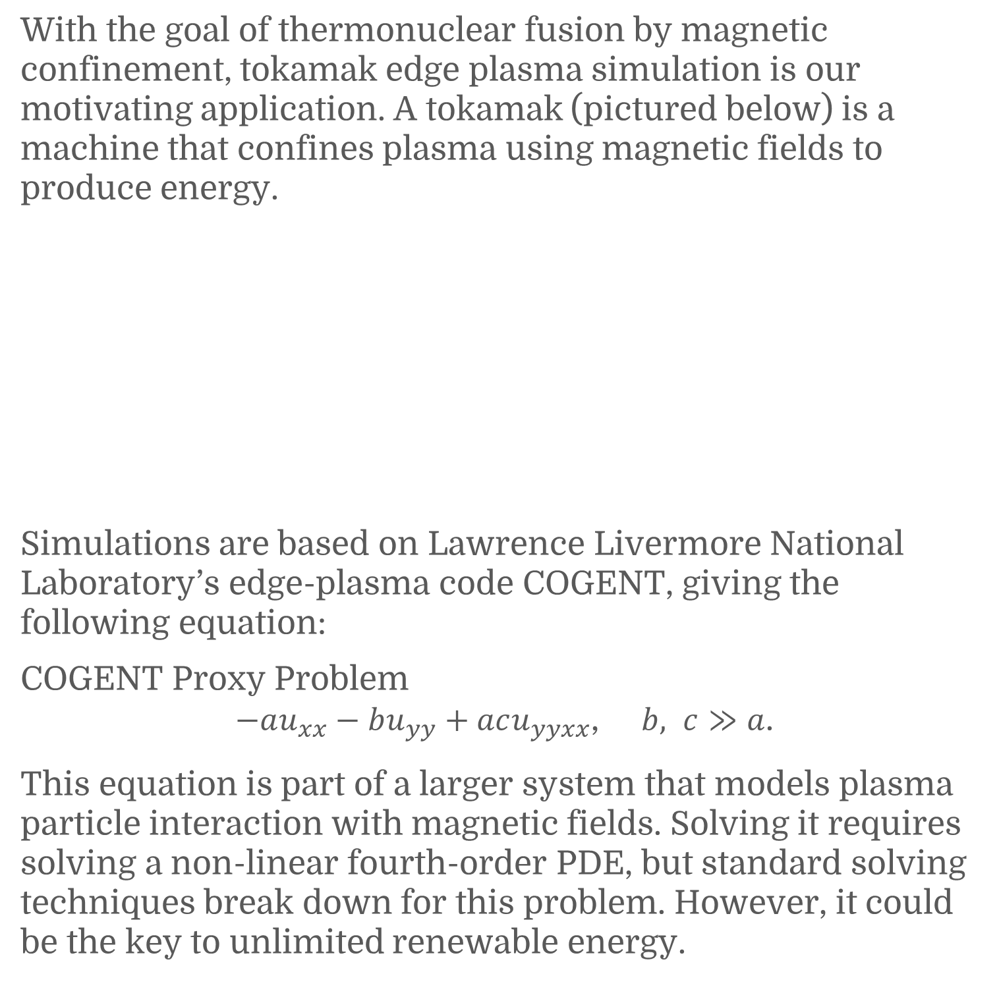 With the goal of thermonuclear fusion by magnetic
confinement, tokamak edge plasma simulation is our
motivating application. A tokamak (pictured below) is a
machine that confines plasma using magnetic fields to
produce energy.
Simulations are based on Lawrence Livermore National
Laboratory’s edge-plasma code COGENT, giving the
following equation:
COGENT Proxy Problem
−au_{xx} − bu_{yy} + acu_{yyxx}, b, c ≫ a.
This equation is part of a larger system that models plasma
particle interaction with magnetic fields. Solving it requires
solving a non-linear fourth-order PDE, but standard solving
techniques break down for this problem. However, it could
be the key to unlimited renewable energy.